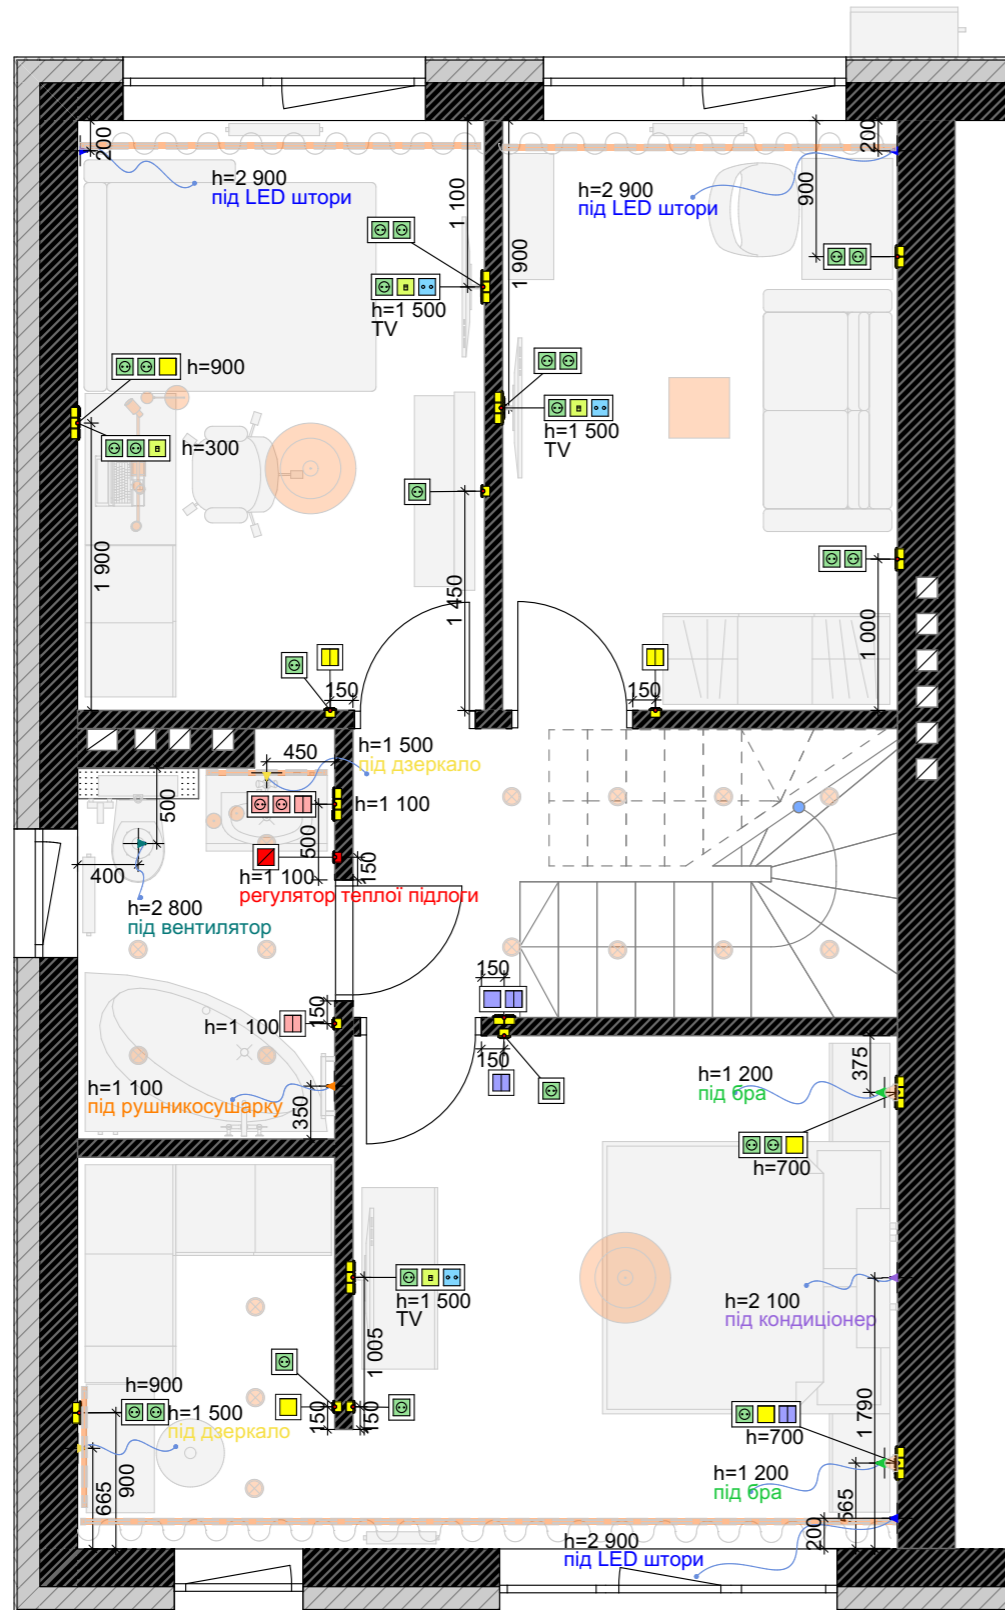 200
h=2 900
під LED штори
1 100
h=1 500
TV
h=900
h=300
1 900
1 450
150
h=2 900
під LED штори
200
900
1 900
h=1 500
TV
1 000
150
450
h=1 500
під дзеркало
h=1 100
500
500
400
150
h=1 100
регулятор теплої підлоги
h=2 800
під вентилятор
150
h=1 100
h=1 100
під рушникосушарку
350
150
150
375
h=1 200
під бра
h=700
h=2 100
під кондиціонер
h=1 500
TV
1 005
1 790
h=700
h=1 200
під бра
565
h=900
h=1 500
під дзеркало
150
150
665
900
h=2 900
під LED штори
200